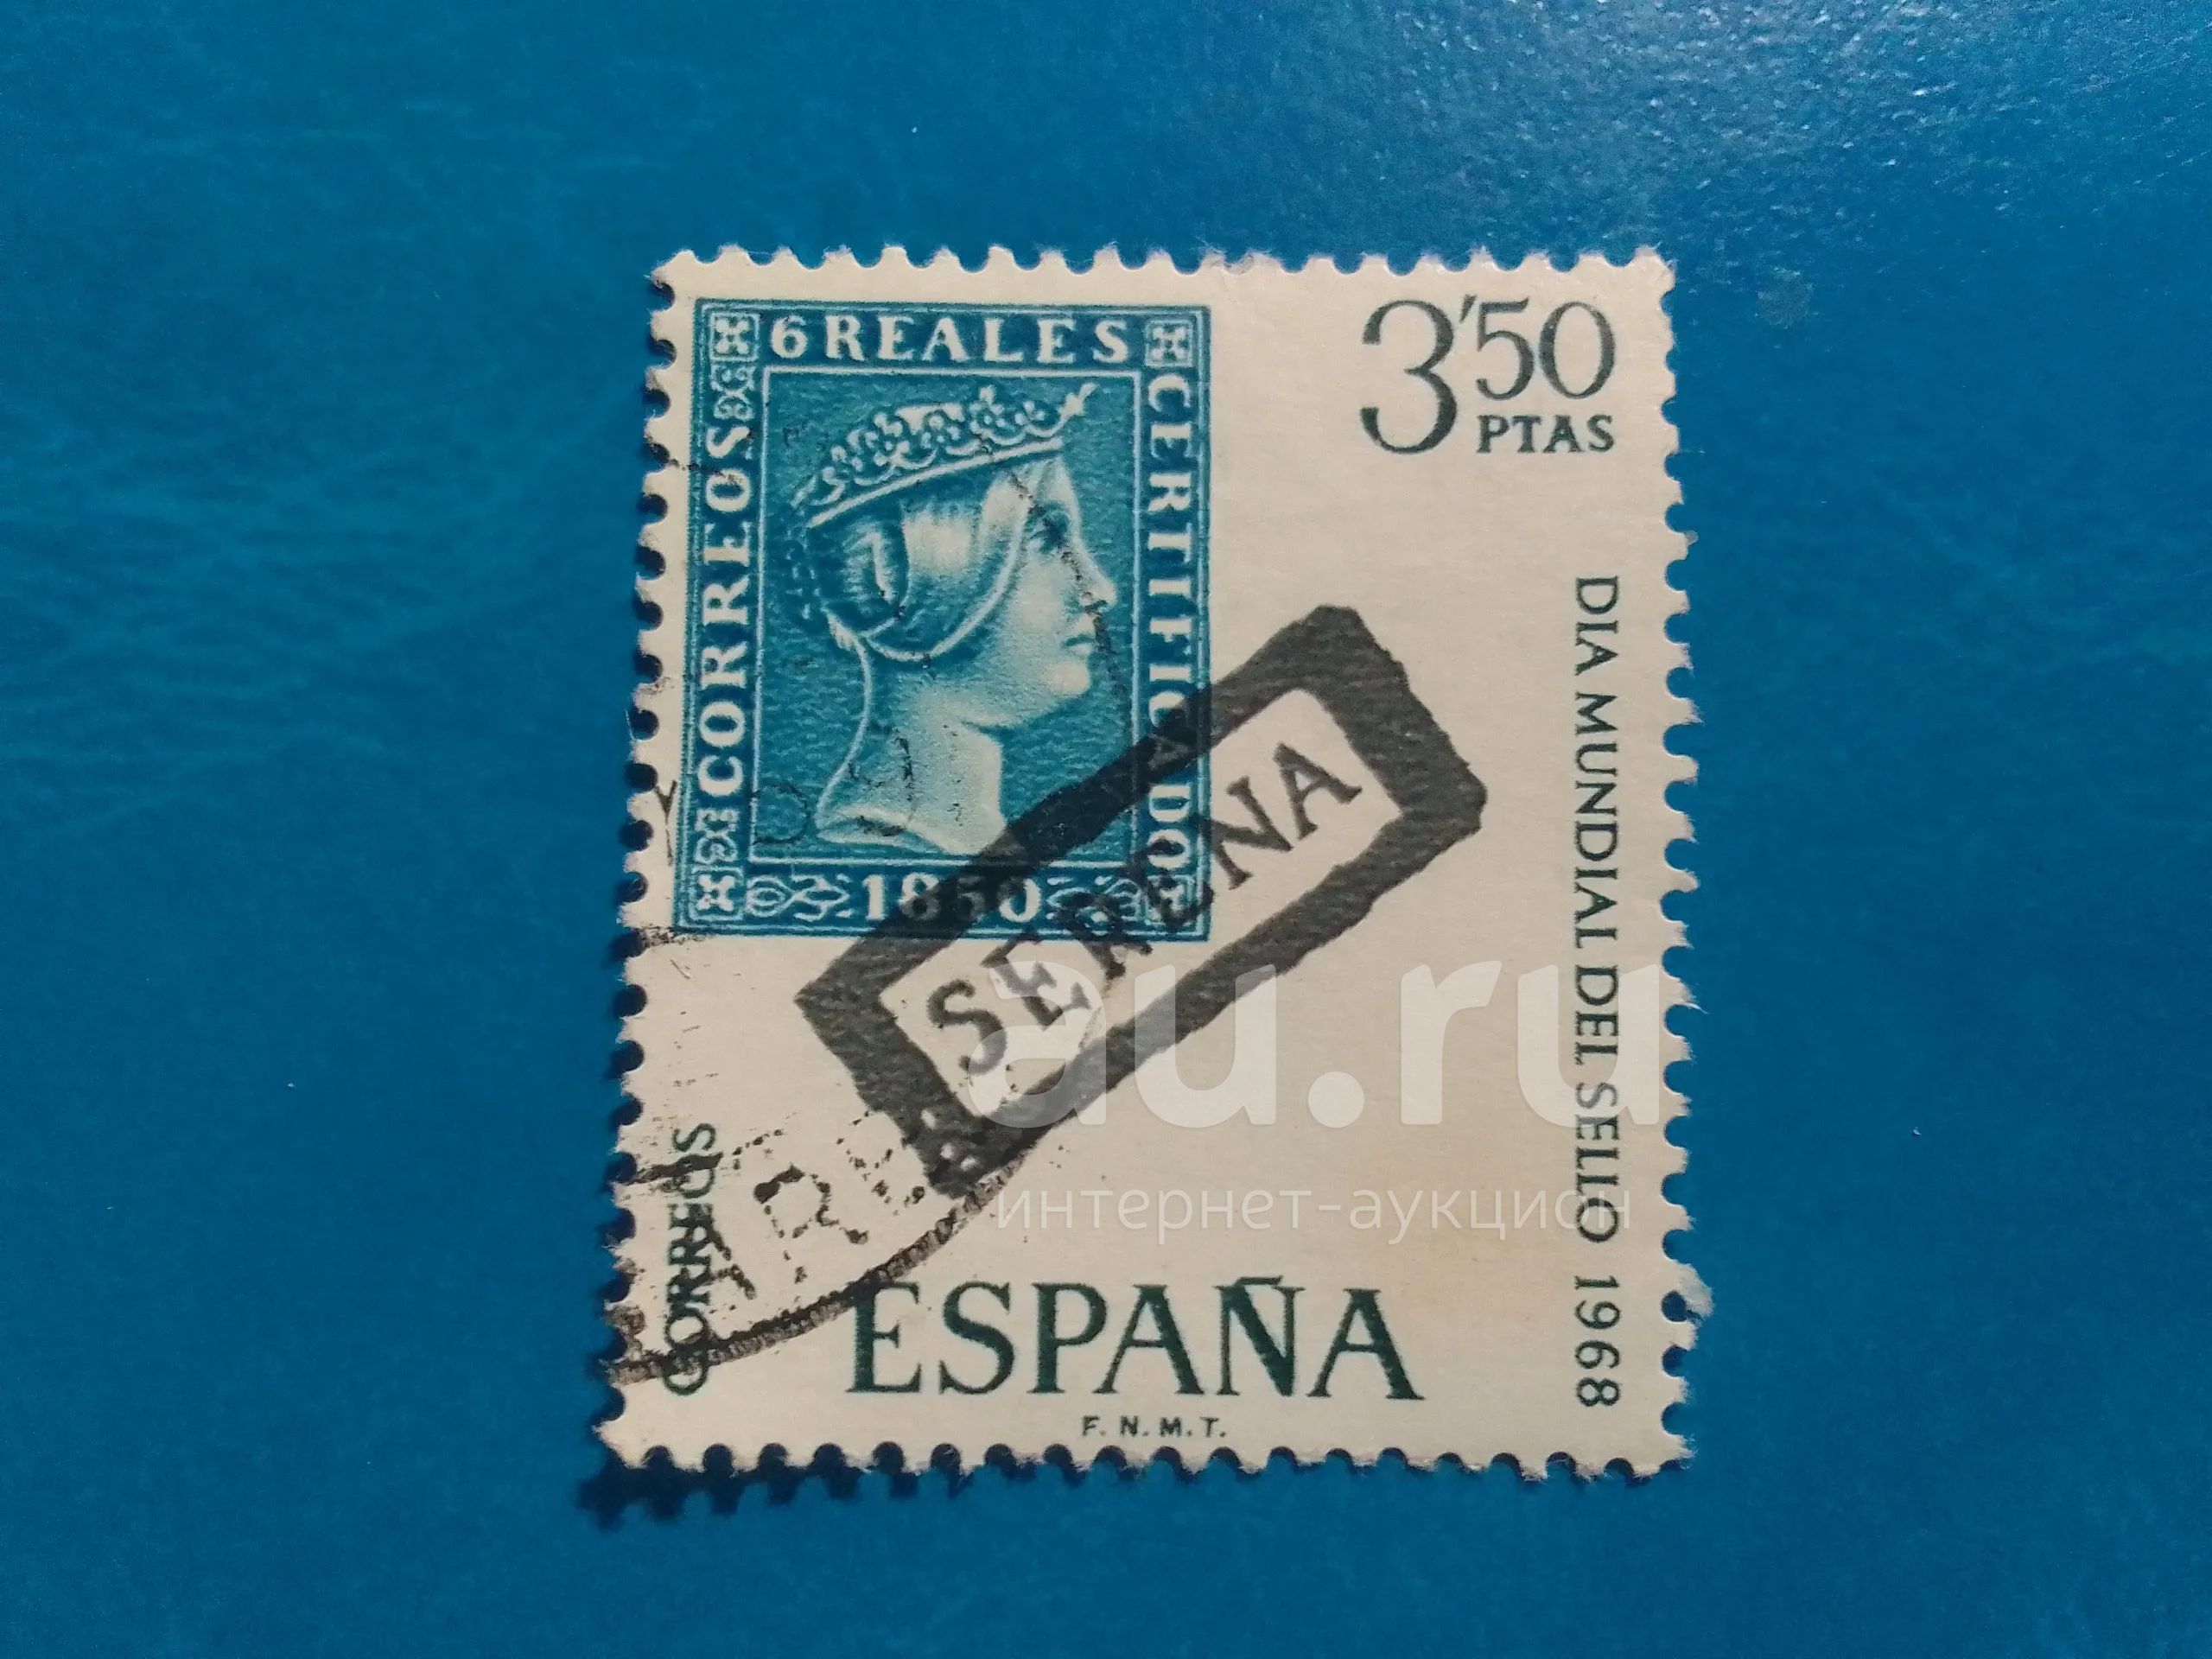 6 REALES
CORREOS
CERTIFICADO
1850
3'50
PTAS
DIA MUNDIAL DEL SELLO 1968
SERENA
CORREOS
ESPAÑA
F. N. M. T.
au.ru
интернет-аукцион